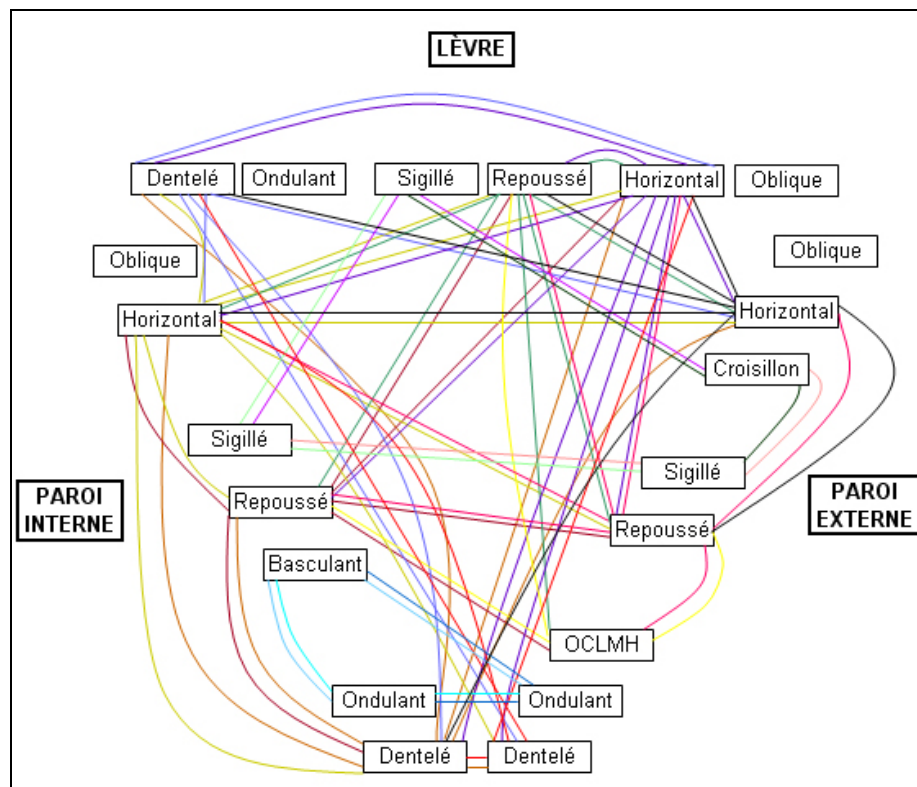 LÈVRE
Dentelé
Ondulant
Sigillé
Repoussé
Horizontal
Oblique
Oblique
Oblique
Horizontal
Horizontal
Croisillon
Sigillé
Sigillé
PAROI
INTERNE
Repoussé
Repoussé
PAROI
EXTERNE
Basculant
OCLMH
Ondulant
Ondulant
Dentelé
Dentelé